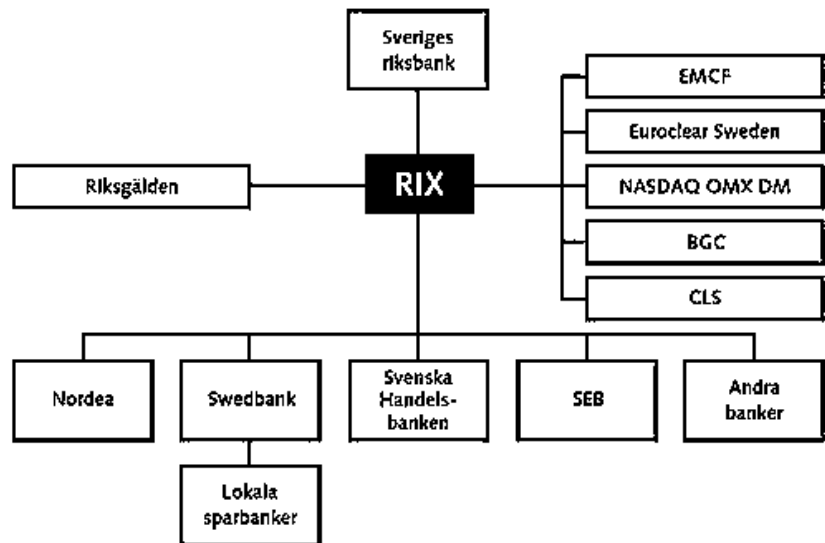 Sveriges
riksbank
EMCF
Euroclear Sweden
Riksgälden
RIX
NASDAQ OMX DM
BGC
CLS
Nordea
Swedbank
Svenska
Handels-
banken
SEB
Andra
banker
Lokala
sparbanker